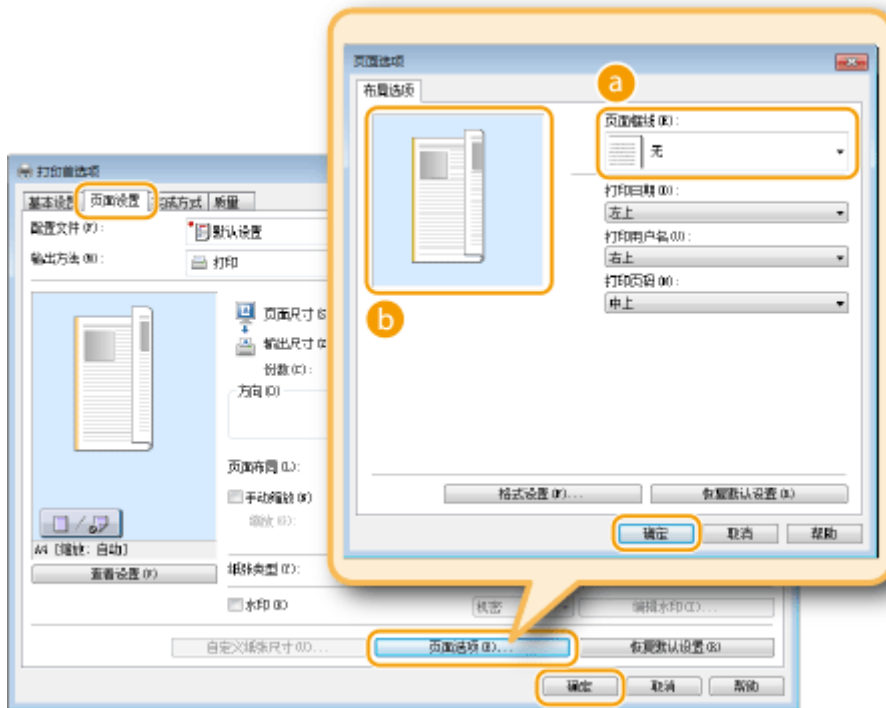 页面选项
布局选项
a
页面框线(E):
无
打印日期(D):
左上
打印用户名(U):
右上
打印页码(M):
中上
b
格式设置(F)...
恢复默认设置(R)
确定
取消
帮助
打印首选项
基本设
页面设置
成方式
质量
配置文件(F):
默认设置
输出方法(M):
打印
页面尺寸(S
输出尺寸(Z
份数(C):
方向(O)
页面布局(L):
手动缩放(N)
缩放(G):
A4 [缩放: 自动]
查看设置(V)
纸张类型(Y):
水印(K)
机密
编辑水印(I)...
自定义纸张尺寸(U)...
页面选项(E)...
恢复默认设置(R)
确定
取消
帮助